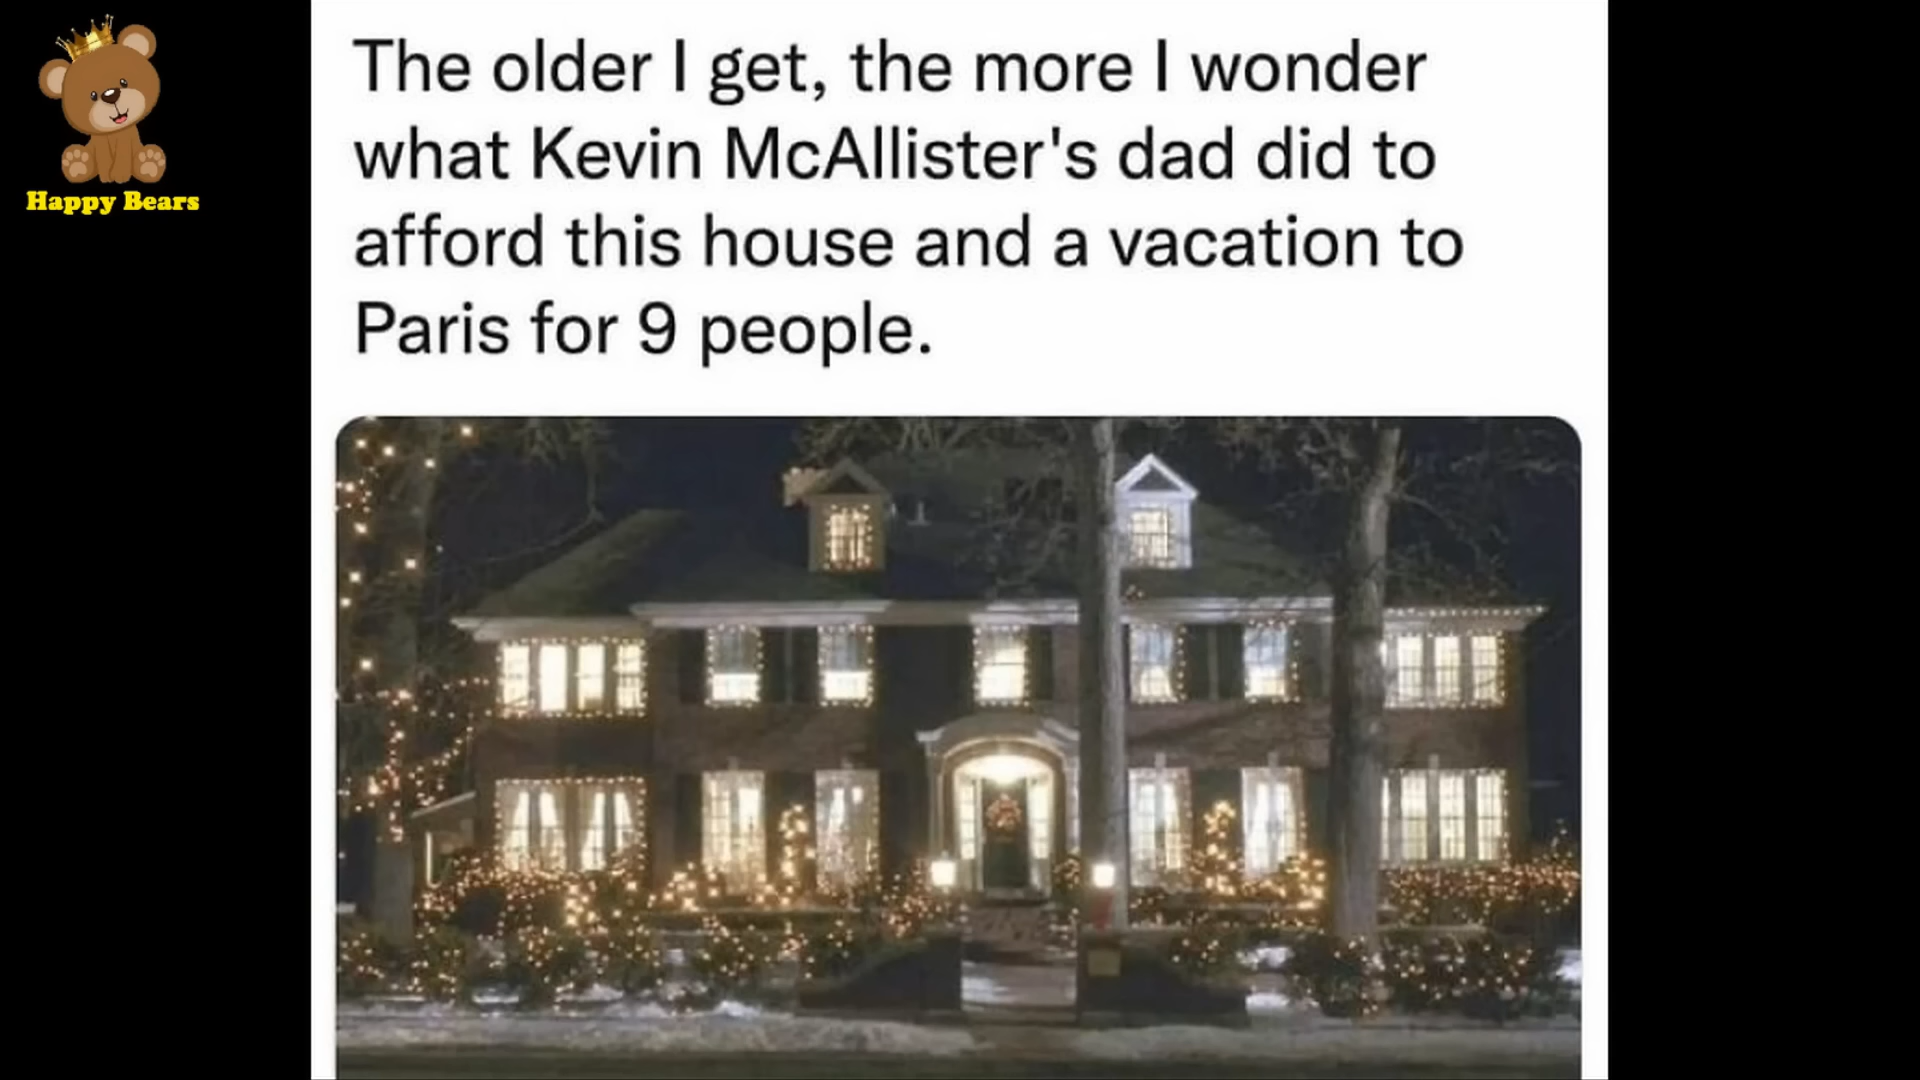 Happy Bears
The older I get, the more I wonder
what Kevin McAllister's dad did to
afford this house and a vacation to
Paris for 9 people.